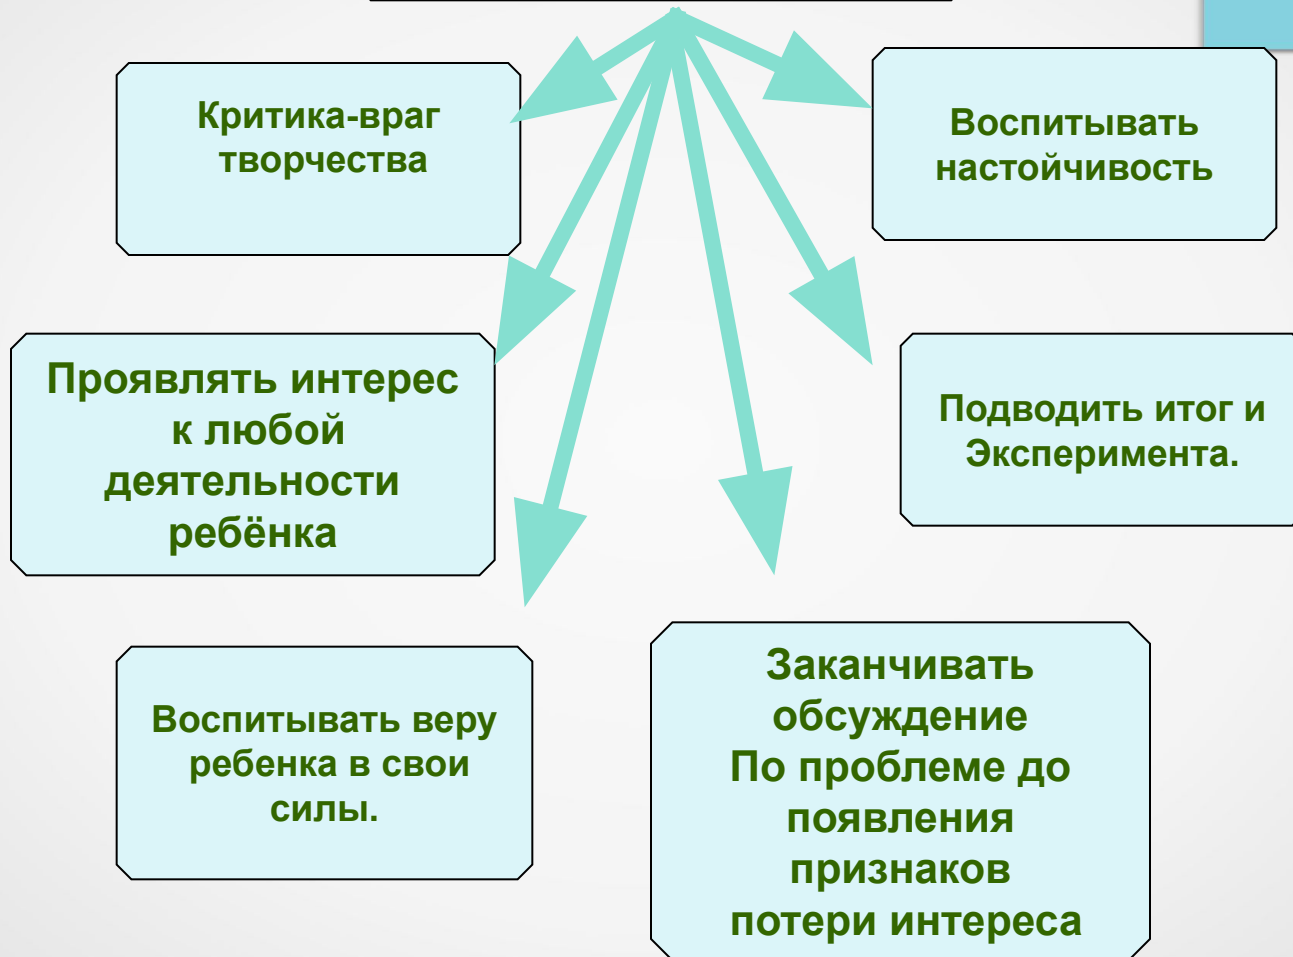 Критика-враг
творчества
Воспитывать
настойчивость
Проявлять интерес
к любой
деятельности
ребёнка
Подводить итог и
Эксперимента.
Воспитывать веру
ребенка в свои
силы.
Заканчивать
обсуждение
По проблеме до
появления
признаков
потери интереса